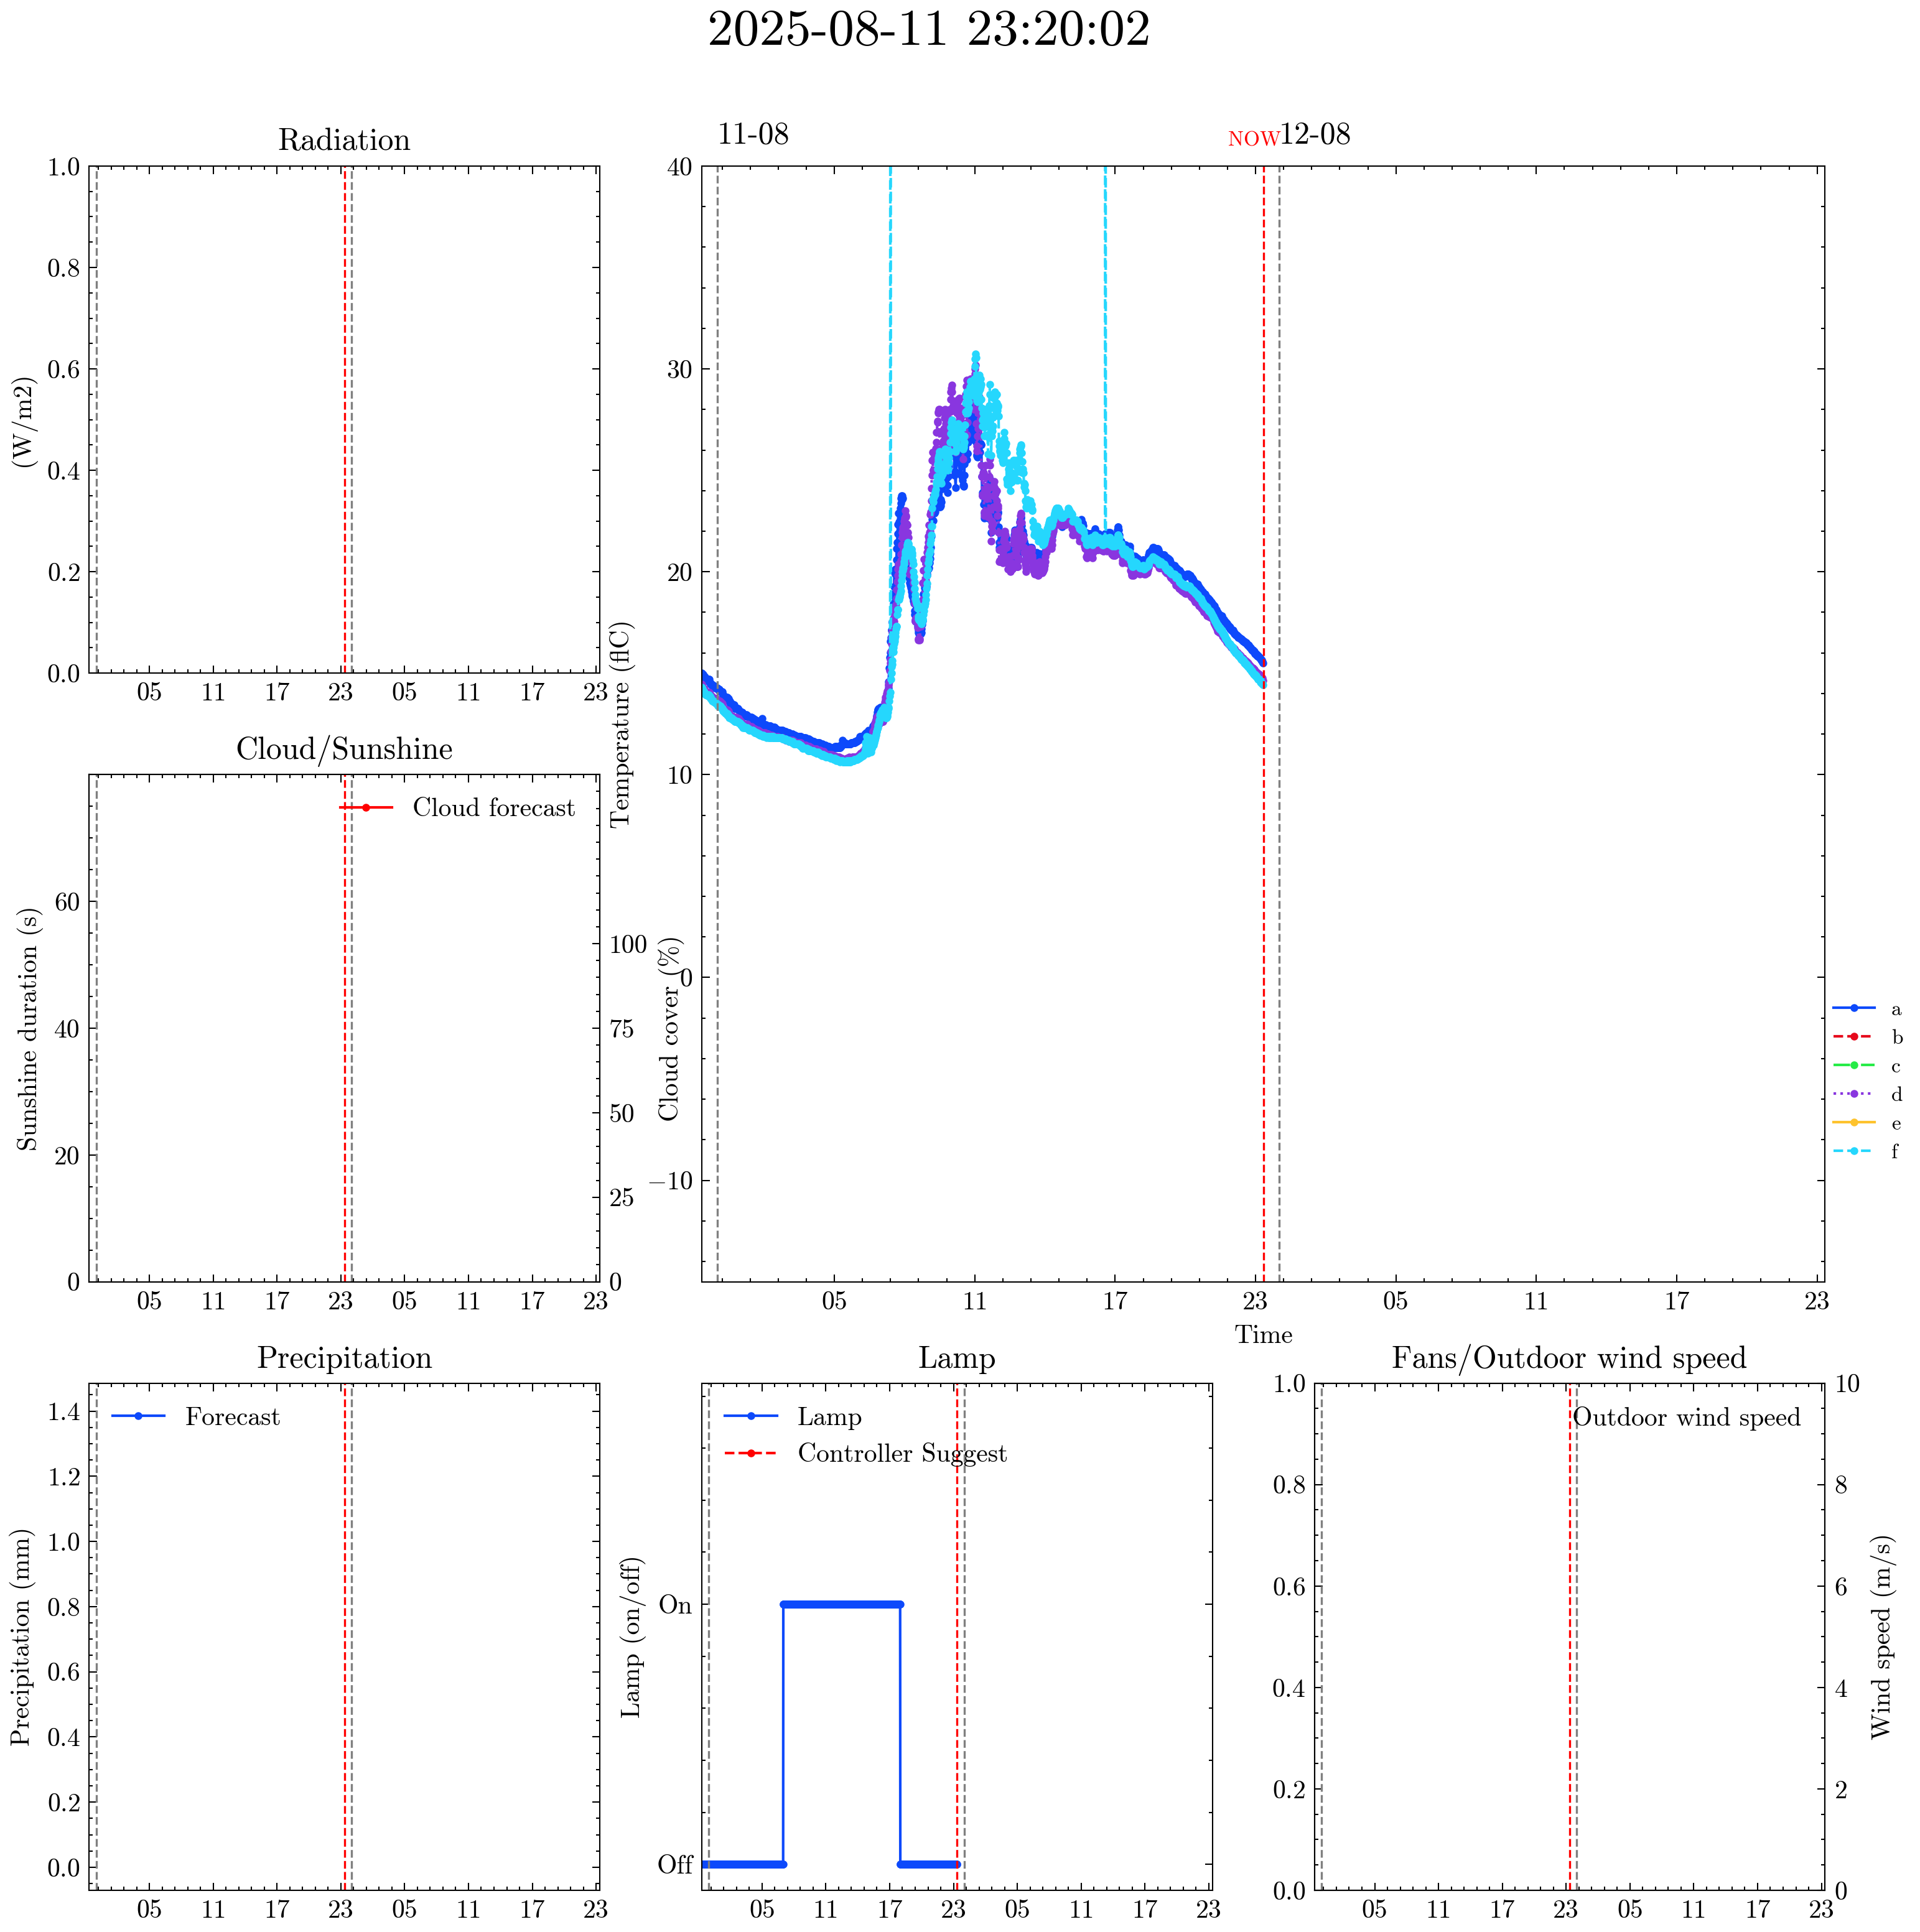 2025-08-11 23:20:02
Radiation
1.0
0.8
0.6
0.4
0.2
0.0
(W/m2)
05 11 17 23 05 11 17 23
11-08
NOW
12-08
40
30
20
10
0
−10
Temperature (flC)
05 11 17 23 05 11 17 23
Time
a
b
c
d
e
f
Cloud/Sunshine
Cloud forecast
60
40
20
0
Sunshine duration (s)
100
75
50
25
0
Cloud cover (%)
05 11 17 23 05 11 17 23
Precipitation
Forecast
1.4
1.2
1.0
0.8
0.6
0.4
0.2
0.0
Precipitation (mm)
05 11 17 23 05 11 17 23
Lamp
Lamp
Controller Suggest
On
Off
Lamp (on/off)
05 11 17 23 05 11 17 23
Fans/Outdoor wind speed
Outdoor wind speed
1.0
0.8
0.6
0.4
0.2
0.0
10
8
6
4
2
0
Wind speed (m/s)
05 11 17 23 05 11 17 23